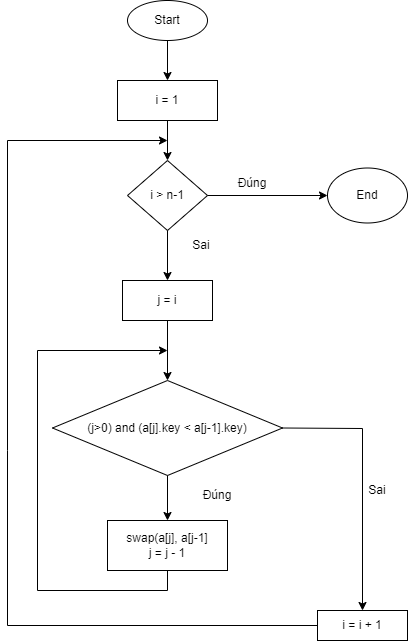 Start
i = 1
i > n-1
Đúng
End
Sai
j = i
(j>0) and (a[j].key < a[j-1].key)
Đúng
Sai
swap(a[j], a[j-1]
j = j - 1
i = i + 1